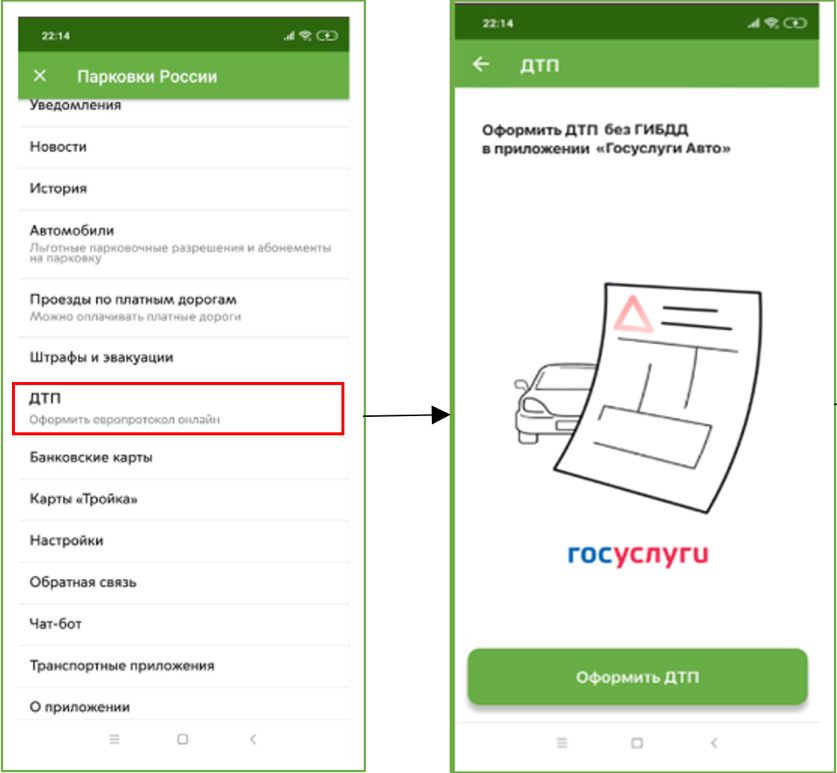 22:14
Парковки России
Уведомления
Новости
История
Автомобили
Льготные парковочные разрешения и абонементы
на парковку
Проезды по платным дорогам
Можно оплачивать платные дороги
Штрафы и эвакуации
ДТП
Оформить европротокол онлайн
Банковские карты
Карты «Тройка»
Настройки
Обратная связь
Чат-бот
Транспортные приложения
О приложении
22:14
ДТП
Оформить ДТП без ГИБДД
в приложении «Госуслуги Авто»
госуслуги
Оформить ДТП